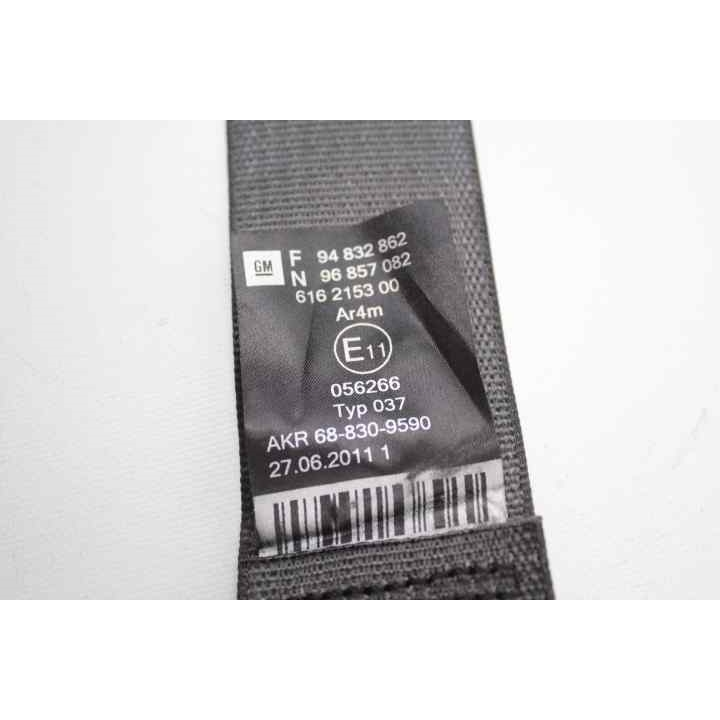 GM F 94 832 862
N 96 857 082
616 2153 00
Ar4m
E11
056266
Typ 037
AKR 68-830-9590
27.06.2011 1